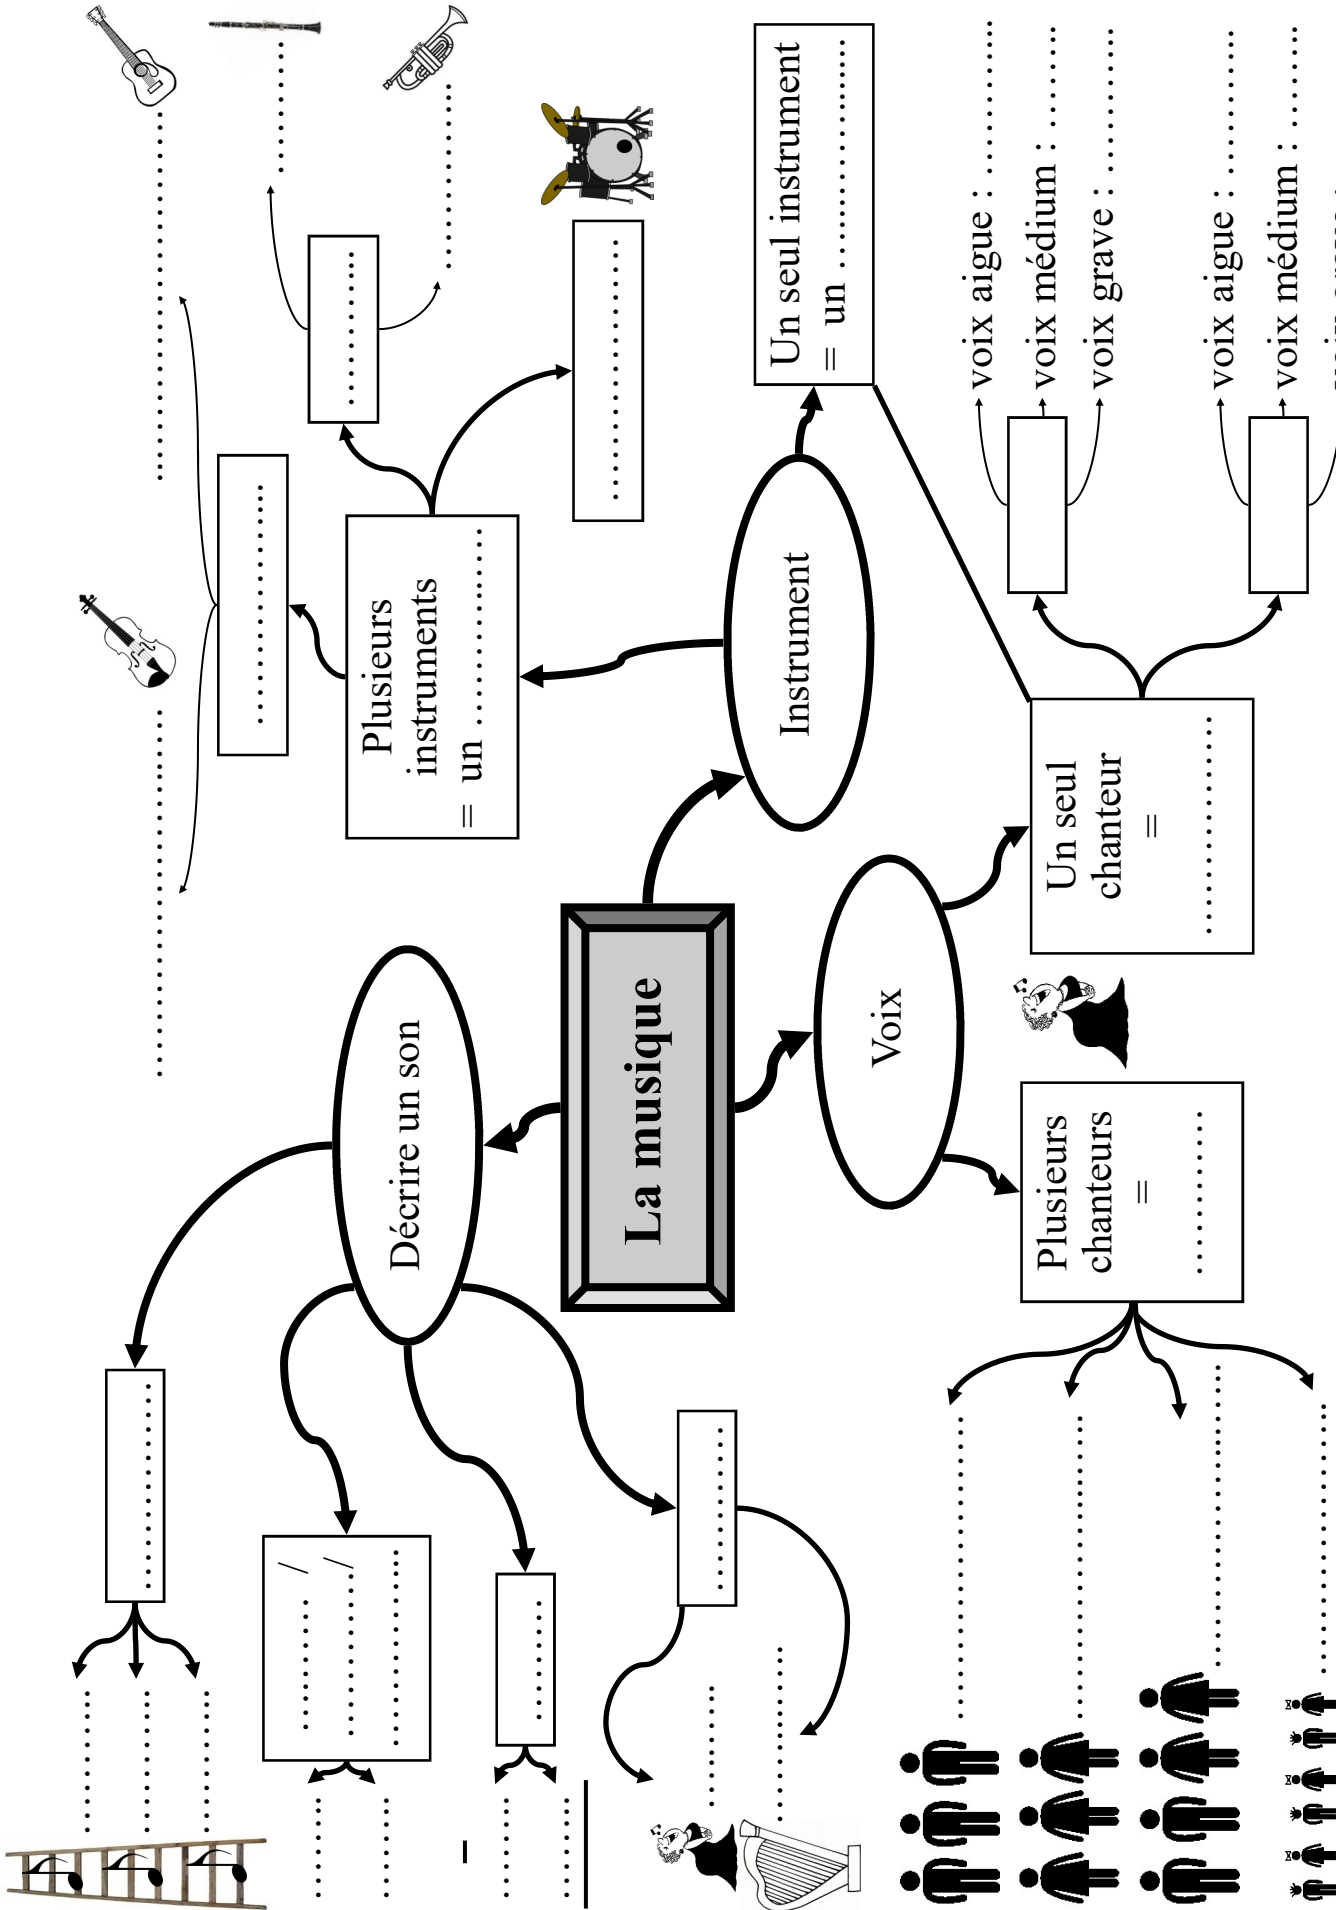 La musique
Décrire un son
Instrument
Plusieurs
instruments
= un ....................
Un seul instrument
= un ....................
Voix
Un seul
chanteur
=
....................
voix aigue : ............
voix médium : ........
voix grave : ..........
voix aigue : ............
voix médium : ........
Plusieurs
chanteurs
=
................